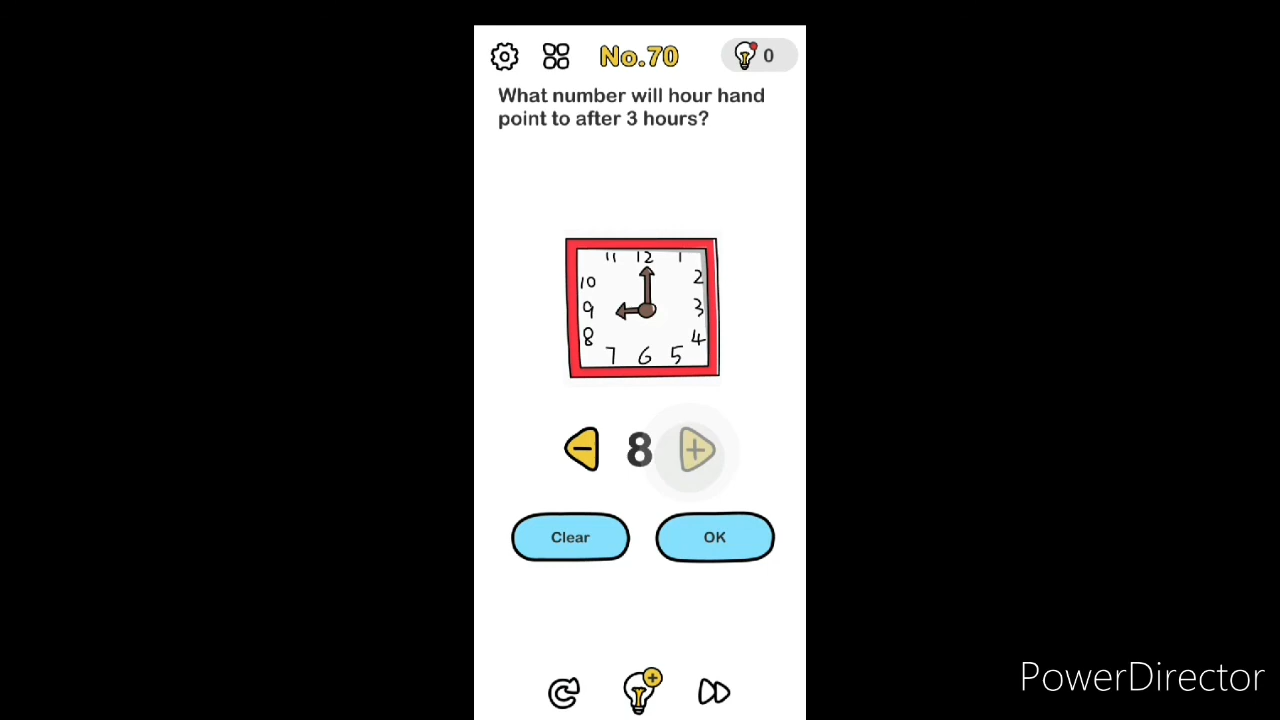 No.70
0
What number will hour hand
point to after 3 hours?
11 12 1
10 2
9 3
8 4
7 6 5
8
Clear OK
PowerDirector